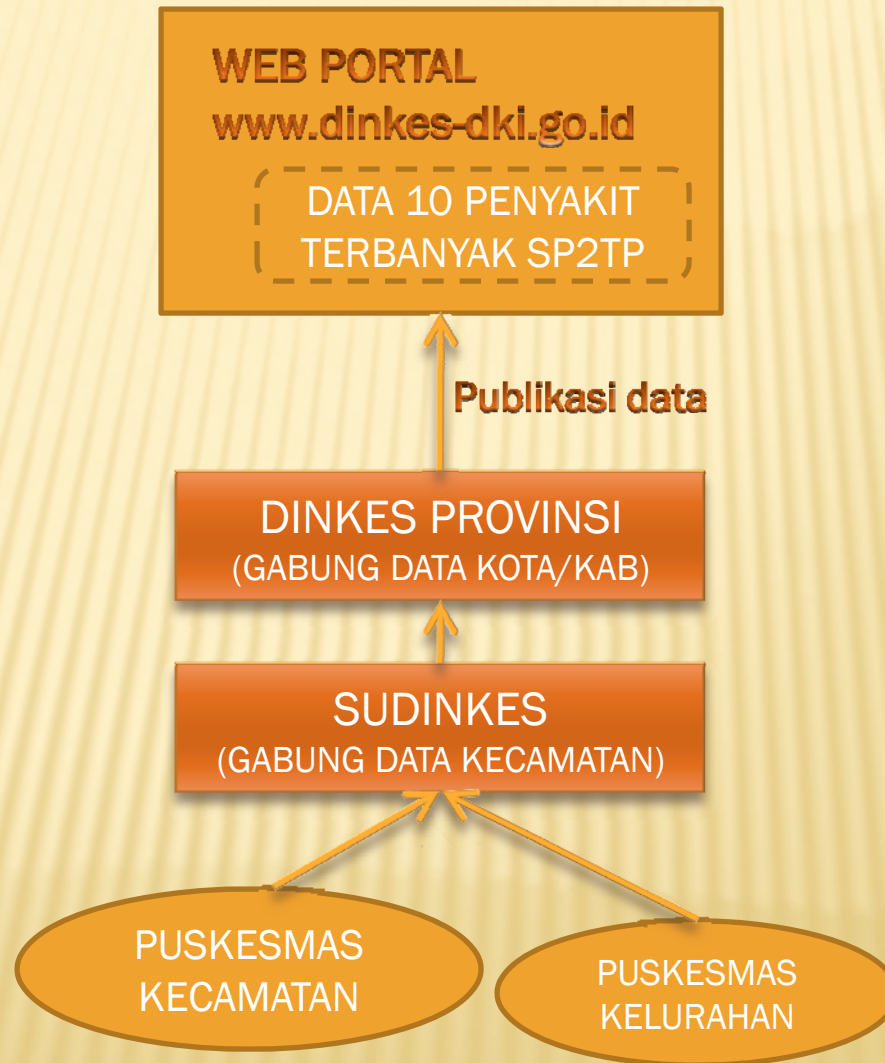 WEB PORTAL
www.dinkes-dki.go.id
DATA 10 PENYAKIT
TERBANYAK SP2TP
Publikasi data
DINKES PROVINSI
(GABUNG DATA KOTA/KAB)
SUDINKES
(GABUNG DATA KECAMATAN)
PUSKESMAS
KECAMATAN
PUSKESMAS
KELURAHAN